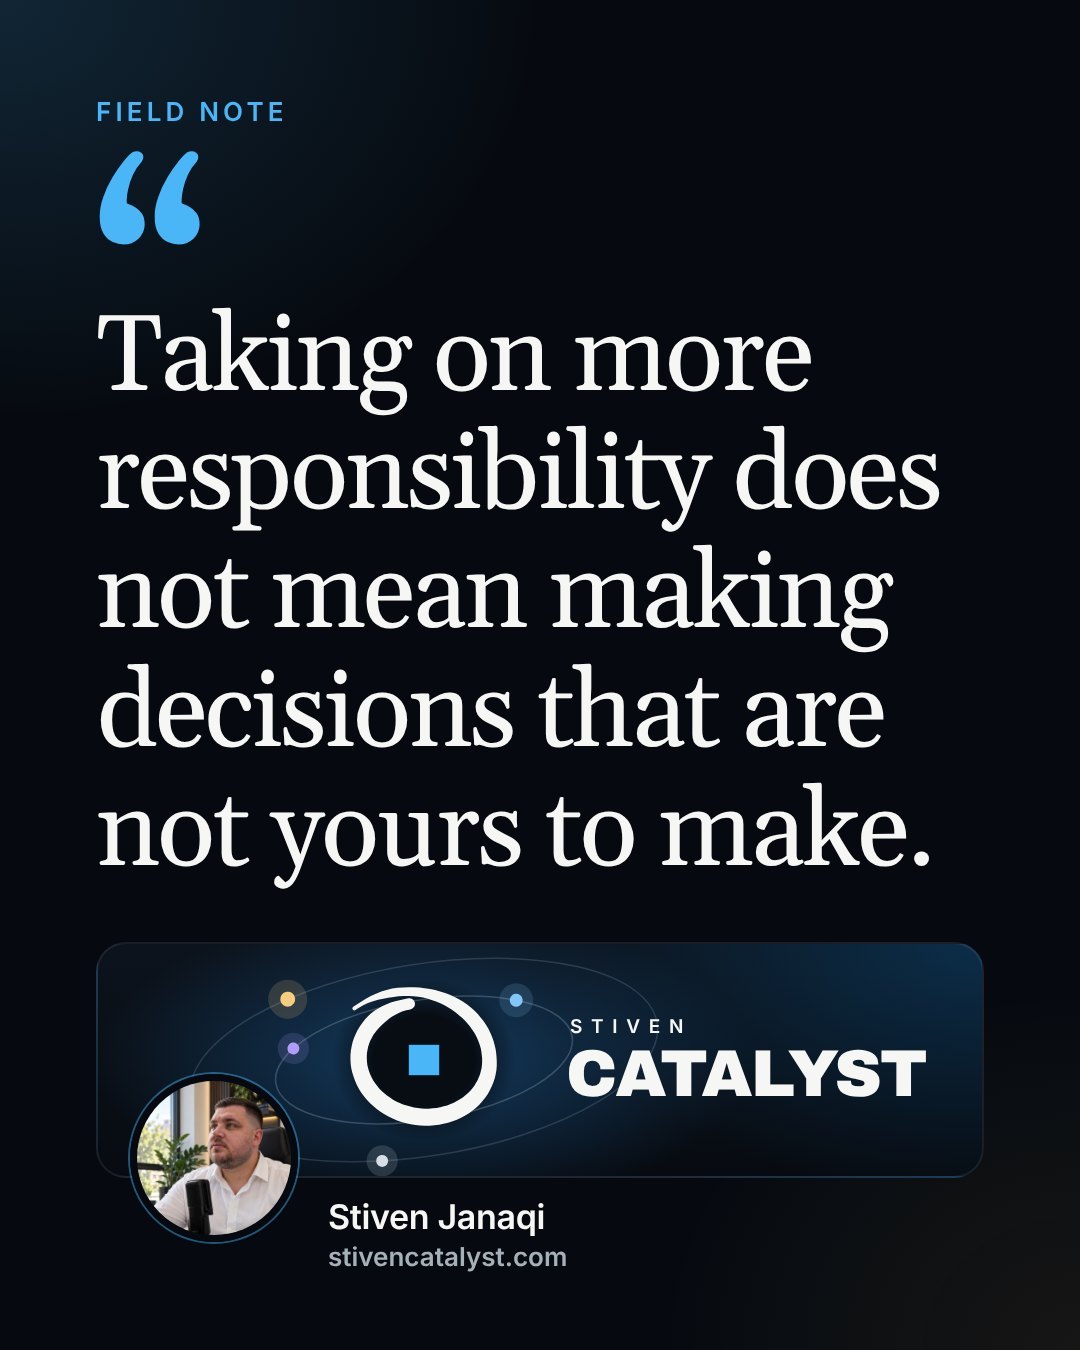 FIELD NOTE
“
Taking on more
responsibility does
not mean making
decisions that are
not yours to make.
STIVEN
CATALYST
Stiven Janaqi
stivencatalyst.com